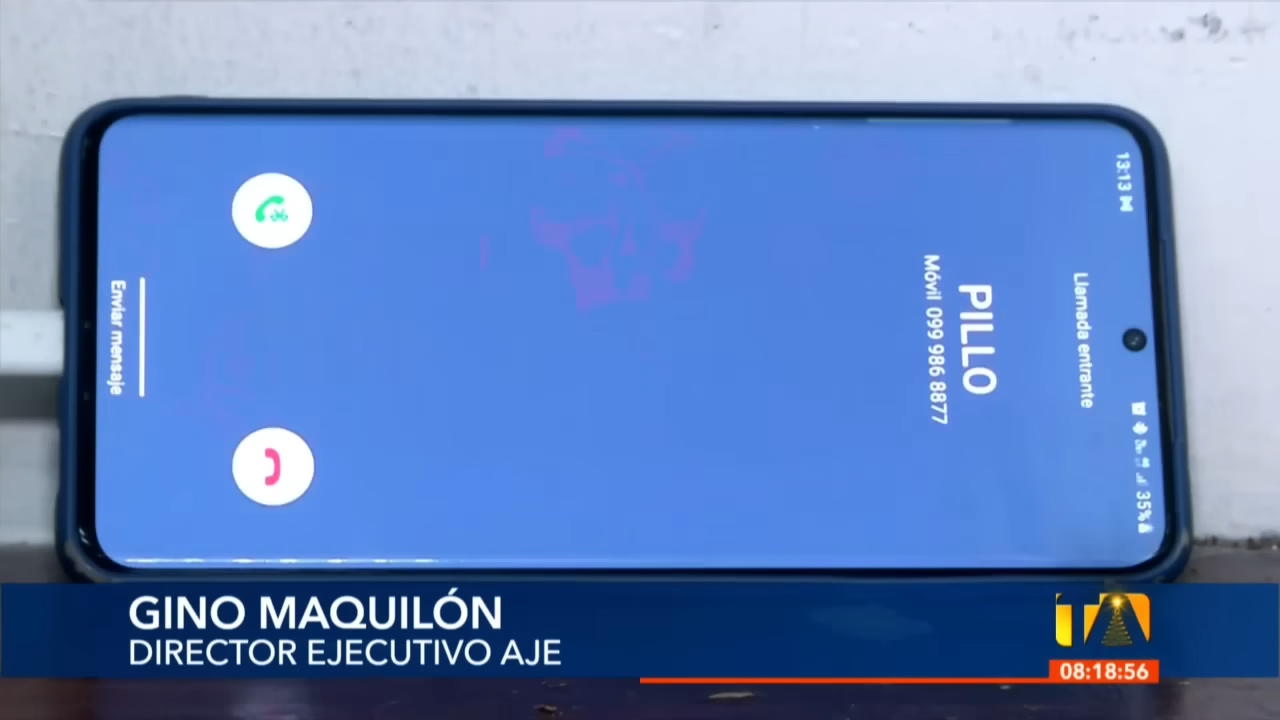 13:13
35%
Llamada entrante
PILLO
Móvil 099 986 8877
Enviar mensaje
GINO MAQUILÓN
DIRECTOR EJECUTIVO AJE
TA
08:18:56